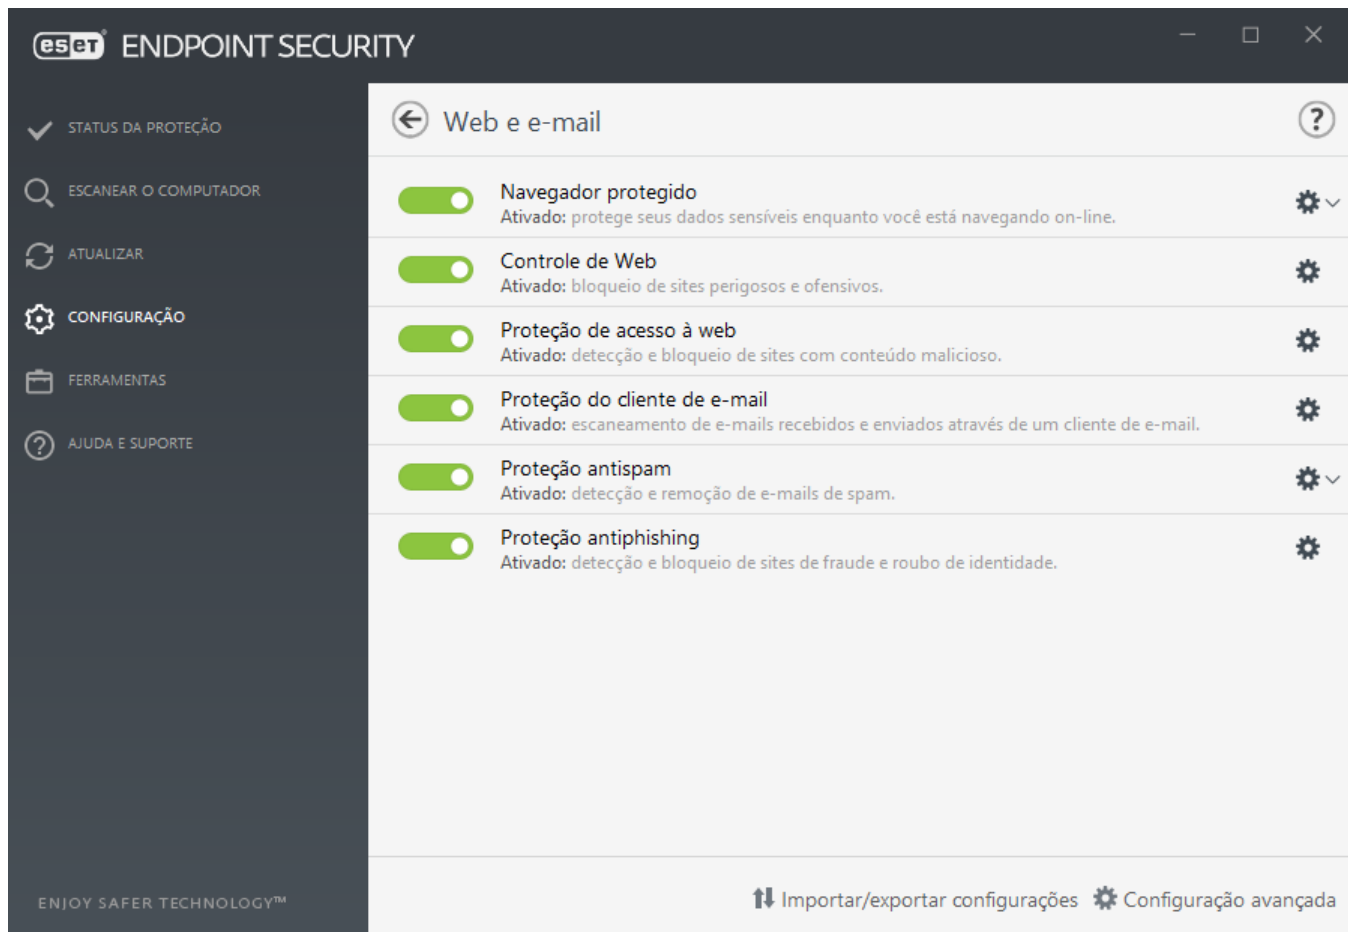 eset ENDPOINT SECURITY
STATUS DA PROTEÇÃO
ESCANEAR O COMPUTADOR
ATUALIZAR
CONFIGURAÇÃO
FERRAMENTAS
AJUDA E SUPORTE
ENJOY SAFER TECHNOLOGY™
Web e e-mail
?
Navegador protegido
Ativado: protege seus dados sensíveis enquanto você está navegando on-line.
Controle de Web
Ativado: bloqueio de sites perigosos e ofensivos.
Proteção de acesso à web
Ativado: detecção e bloqueio de sites com conteúdo malicioso.
Proteção do cliente de e-mail
Ativado: escaneamento de e-mails recebidos e enviados através de um cliente de e-mail.
Proteção antispam
Ativado: detecção e remoção de e-mails de spam.
Proteção antiphishing
Ativado: detecção e bloqueio de sites de fraude e roubo de identidade.
Importar/exportar configurações Configuração avançada